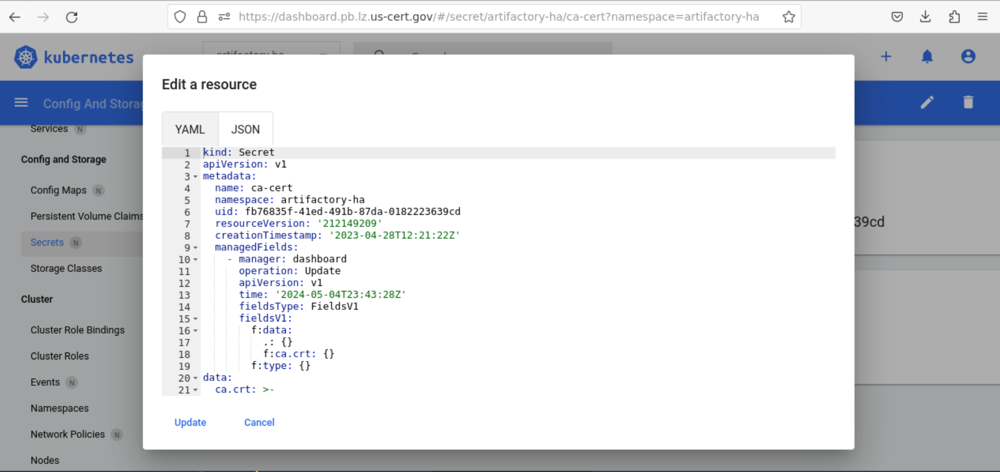 https://dashboard.pb.lz.us-cert.gov/#/secret/artifactory-ha/ca-cert?namespace=artifactory-ha
kubernetes
artifactory-ha
Config And Storag
Services N
Config and Storage
Config Maps N
Persistent Volume Claims
Secrets N
Storage Classes
Cluster
Cluster Role Bindings
Cluster Roles
Events N
Namespaces
Network Policies N
Nodes
Edit a resource
YAML JSON
1 kind: Secret
2 apiVersion: v1
3 metadata:
4 name: ca-cert
5 namespace: artifactory-ha
6 uid: fb76835f-41ed-491b-87da-0182223639cd
7 resourceVersion: '212149209'
8 creationTimestamp: '2023-04-28T12:21:22Z'
9 managedFields:
10 - manager: dashboard
11 operation: Update
12 apiVersion: v1
13 time: '2024-05-04T23:43:28Z'
14 fieldsType: FieldsV1
15 fieldsV1:
16 f:data:
17 .: {}
18 f:ca.crt: {}
19 f:type: {}
20 data:
21 ca.crt: >-
Update Cancel
39cd